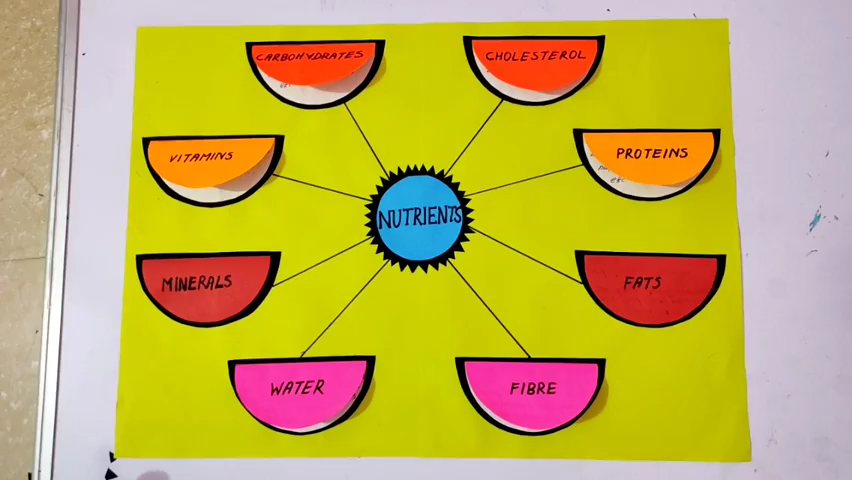 CARBOHYDRATES
CHOLESTEROL
VITAMINS
PROTEINS
NUTRIENTS
MINERALS
FATS
WATER
FIBRE